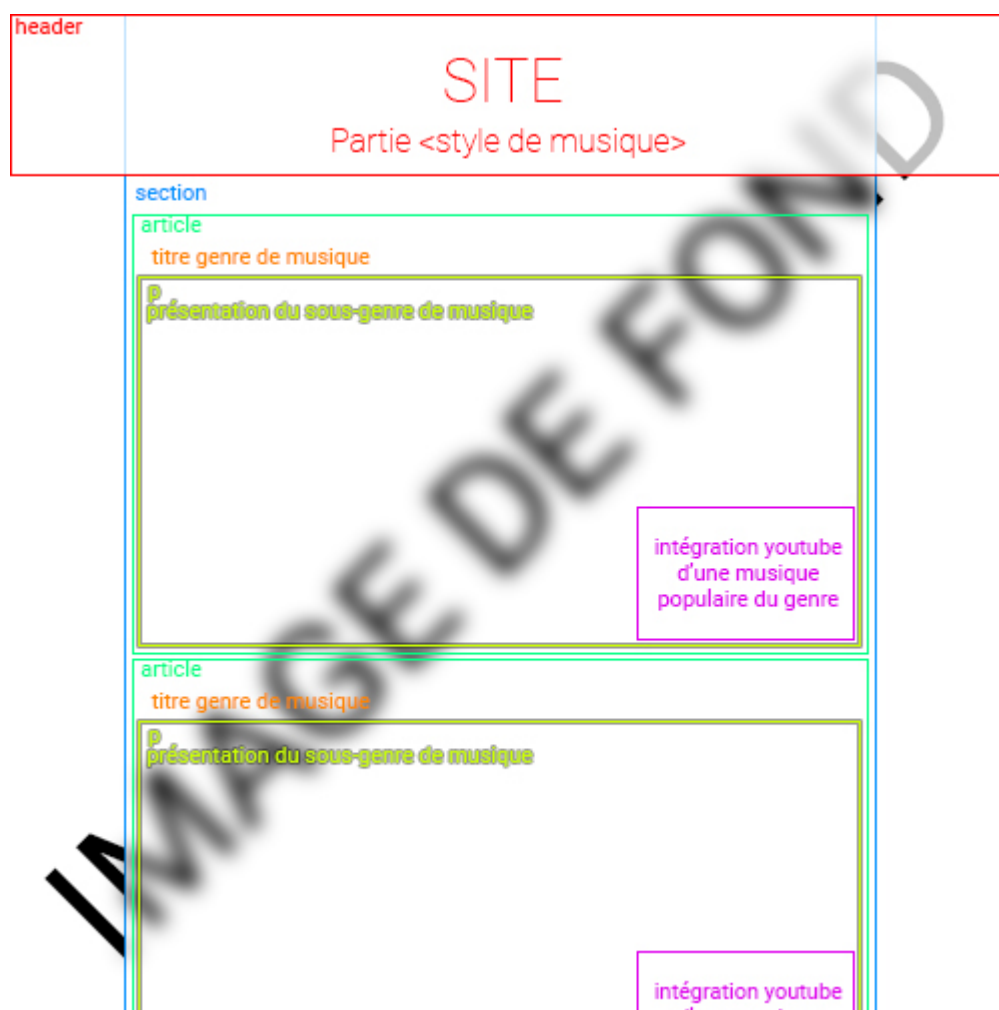 header
SITE
Partie <style de musique>
section
article
titre genre de musique
p
présentation du sous-genre de musique
intégration youtube
d'une musique
populaire du genre
article
titre genre de musique
p
présentation du sous-genre de musique
intégration youtube
IMAGE DE FOND